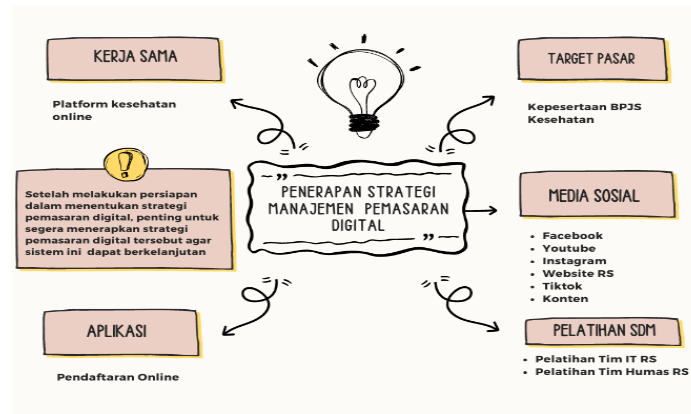 KERJA SAMA
Platform kesehatan
online
TARGET PASAR
Kepesertaan BPJS
Kesehatan
!
Setelah melakukan persiapan
dalam menentukan strategi
pemasaran digital, penting untuk
segera menerapkan strategi
pemasaran digital tersebut agar
sistem ini dapat berkelanjutan
PENERAPAN STRATEGI
MANAJEMEN PEMASARAN
DIGITAL
MEDIA SOSIAL
• Facebook
• Youtube
• Instagram
• Website RS
• Tiktok
• Konten
APLIKASI
Pendaftaran Online
PELATIHAN SDM
• Pelatihan Tim IT RS
• Pelatihan Tim Humas RS